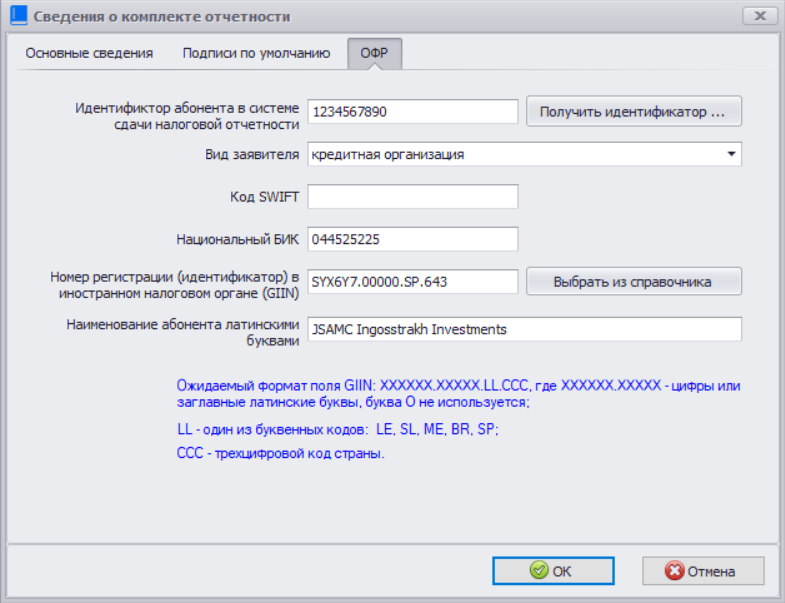 Сведения о комплекте отчетности
Основные сведения Подписи по умолчанию ОФР
Идентификтор абонента в системе
сдачи налоговой отчетности
1234567890
Получить идентификатор ...
Вид заявителя
кредитная организация
Код SWIFT
Национальный БИК
044525225
Номер регистрации (идентификатор) в
иностранном налоговом органе (GIIN)
SYX6Y7.00000.SP.643
Выбрать из справочника
Наименование абонента латинскими
буквами
JSAMC Ingosstrakh Investments
Ожидаемый формат поля GIIN: XXXXXX.XXXXX.LL.CCC, где XXXXXX.XXXXX - цифры или
заглавные латинские буквы, буква O не используется;
LL - один из буквенных кодов: LE, SL, ME, BR, SP;
CCC - трехцифровой код страны.
OK Отмена